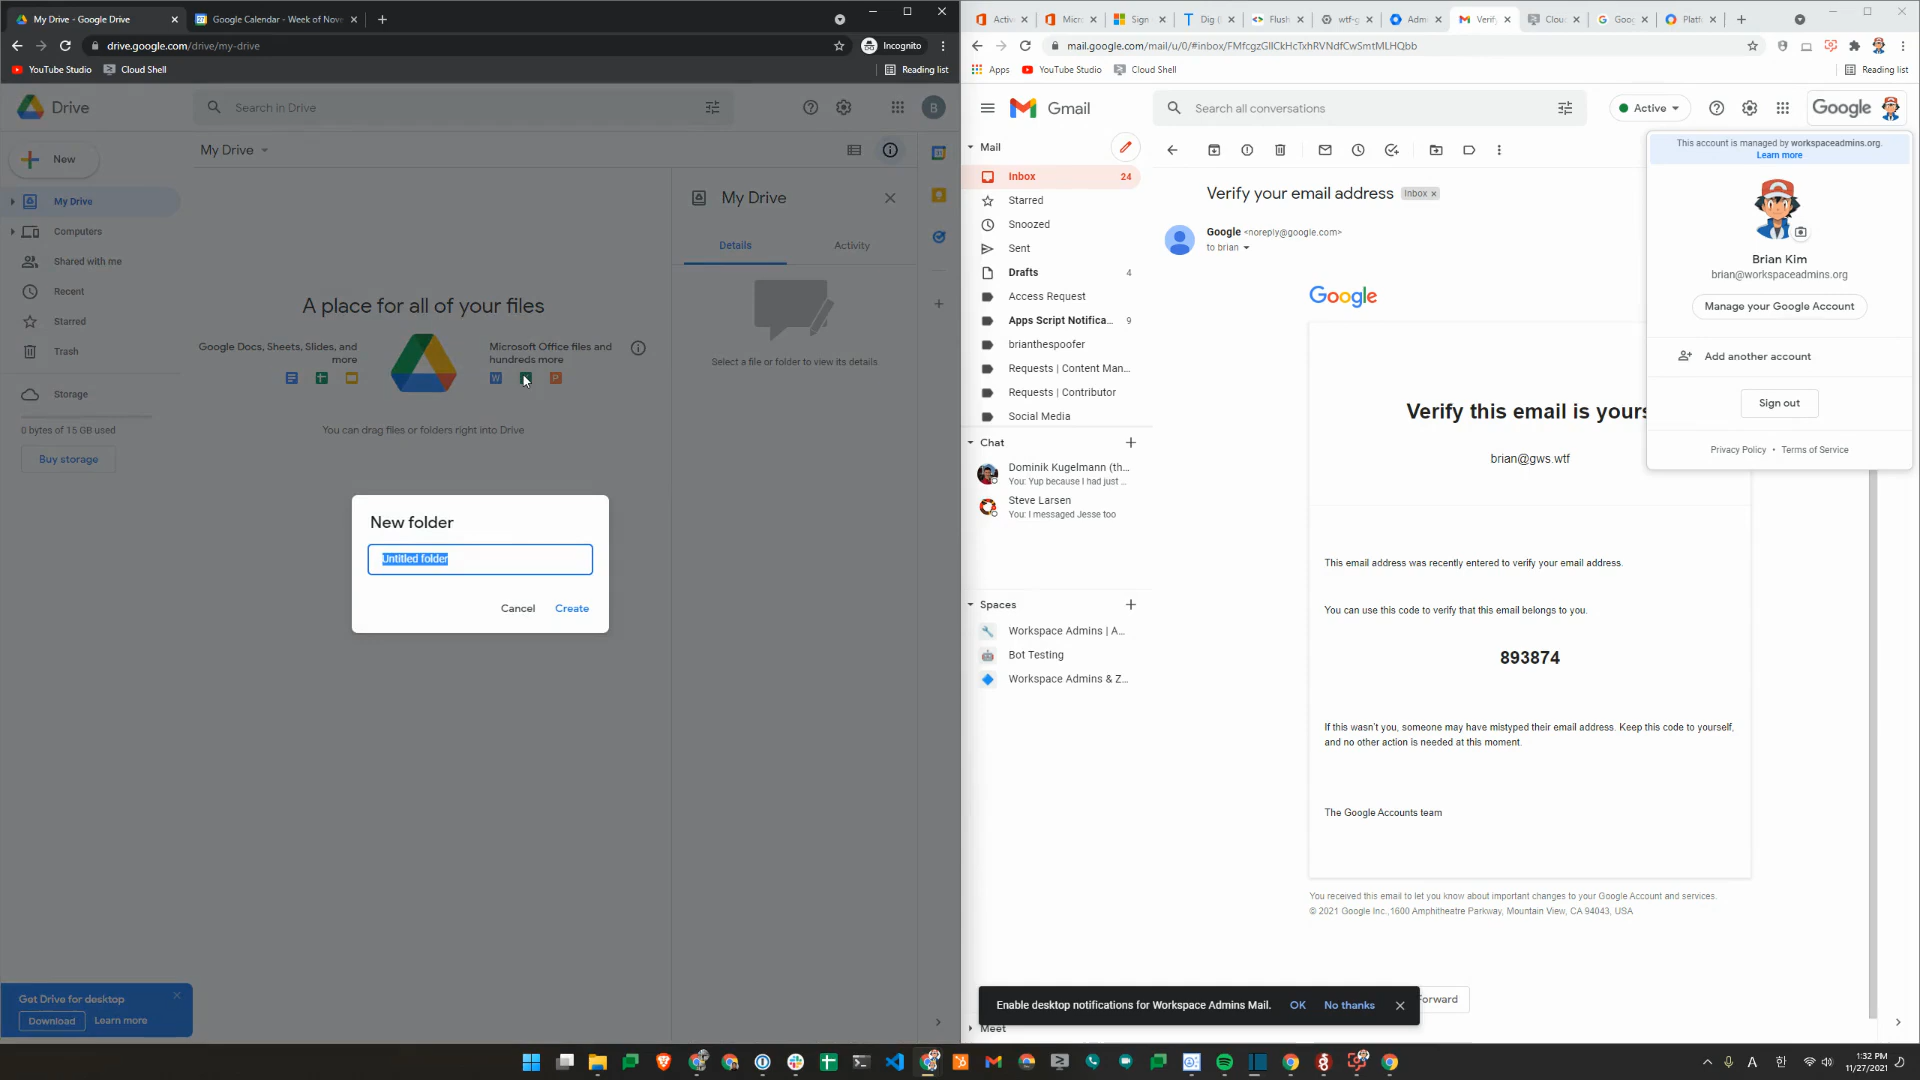 My Drive - Google Drive
Google Calendar - Week of Nov
drive.google.com/drive/my-drive
Incognito
YouTube Studio
Cloud Shell
Reading list
Drive
Search in Drive
B
New
My Drive
My Drive
Computers
Shared with me
Recent
Starred
Trash
Storage
0 bytes of 15 GB used
Buy storage
A place for all of your files
Google Docs, Sheets, Slides, and
more
Microsoft Office files and
hundreds more
W
P
You can drag files or folders right into Drive
My Drive
Details
Activity
Select a file or folder to view its details
New folder
Untitled folder
Cancel
Create
Get Drive for desktop
Download
Learn more
Activ
Micr
Sign
Dig (
Flush
wtf-g
Admi
Verif
Clou
Goo
Platf
mail.google.com/mail/u/0/#inbox/FMfcgzGllCkHcTxhRVNdfCwSmtMLHQbb
Apps
YouTube Studio
Cloud Shell
Reading list
Gmail
Search all conversations
Active
Google
Mail
Inbox
24
Starred
Snoozed
Sent
Drafts
4
Access Request
Apps Script Notifica...
9
brianthespoofer
Requests | Content Man...
Requests | Contributor
Social Media
Chat
Dominik Kugelmann (th...
You: Yup because I had just ...
Steve Larsen
You: I messaged Jesse too
Spaces
Workspace Admins | A...
Bot Testing
Workspace Admins & Z...
Meet
Verify your email address
Inbox x
Google <noreply@google.com>
to brian
Google
Verify this email is yours
brian@gws.wtf
This email address was recently entered to verify your email address.
You can use this code to verify that this email belongs to you.
893874
If this wasn't you, someone may have mistyped their email address. Keep this code to yourself,
and no other action is needed at this moment.
The Google Accounts team
You received this email to let you know about important changes to your Google Account and services.
© 2021 Google Inc.,1600 Amphitheatre Parkway, Mountain View, CA 94043, USA
This account is managed by workspaceadmins.org.
Learn more
Brian Kim
brian@workspaceadmins.org
Manage your Google Account
Add another account
Sign out
Privacy Policy • Terms of Service
Enable desktop notifications for Workspace Admins Mail.
OK
No thanks
Forward
A
한
1:32 PM
11/27/2021